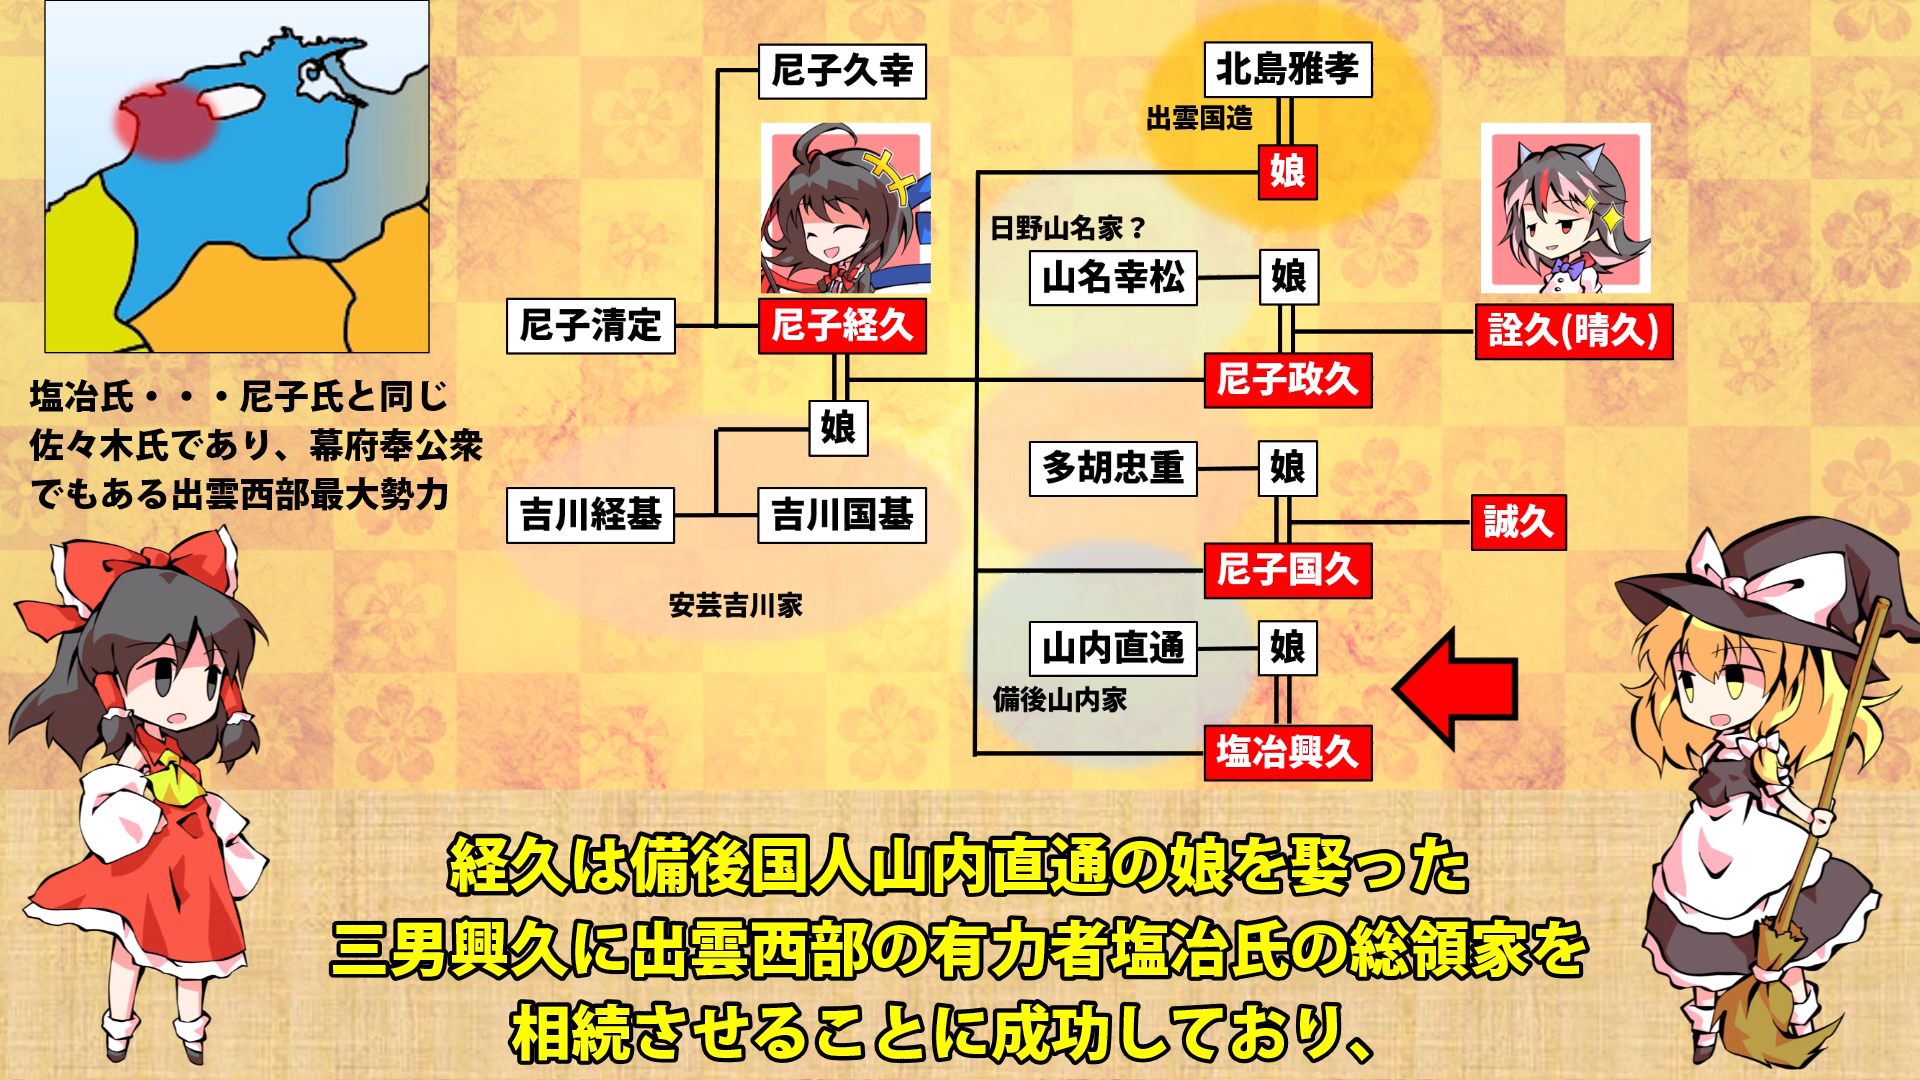 尼子久幸
北島雅孝
出雲国造
娘
日野山名家？
山名幸松
娘
尼子清定
尼子経久
詮久(晴久)
尼子政久
塩冶氏・・・尼子氏と同じ
佐々木氏であり、幕府奉公衆
でもある出雲西部最大勢力
娘
多胡忠重
娘
吉川経基
吉川国基
誠久
尼子国久
安芸吉川家
山内直通
娘
備後山内家
塩冶興久
経久は備後国人山内直通の娘を娶った
三男興久に出雲西部の有力者塩冶氏の総領家を
相続させることに成功しており、